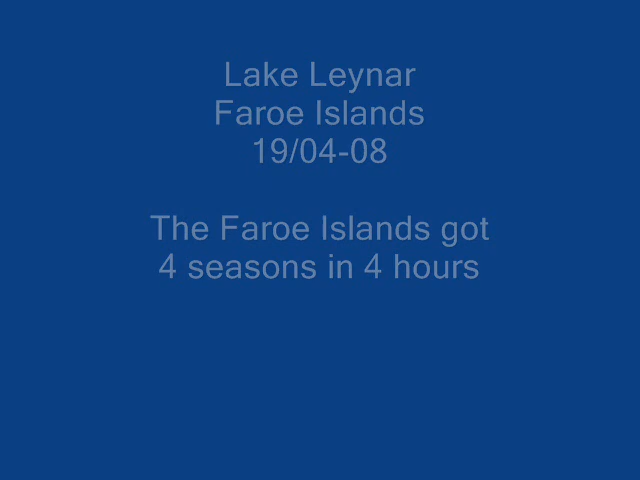 Lake Leynar
Faroe Islands
19/04-08
The Faroe Islands got
4 seasons in 4 hours